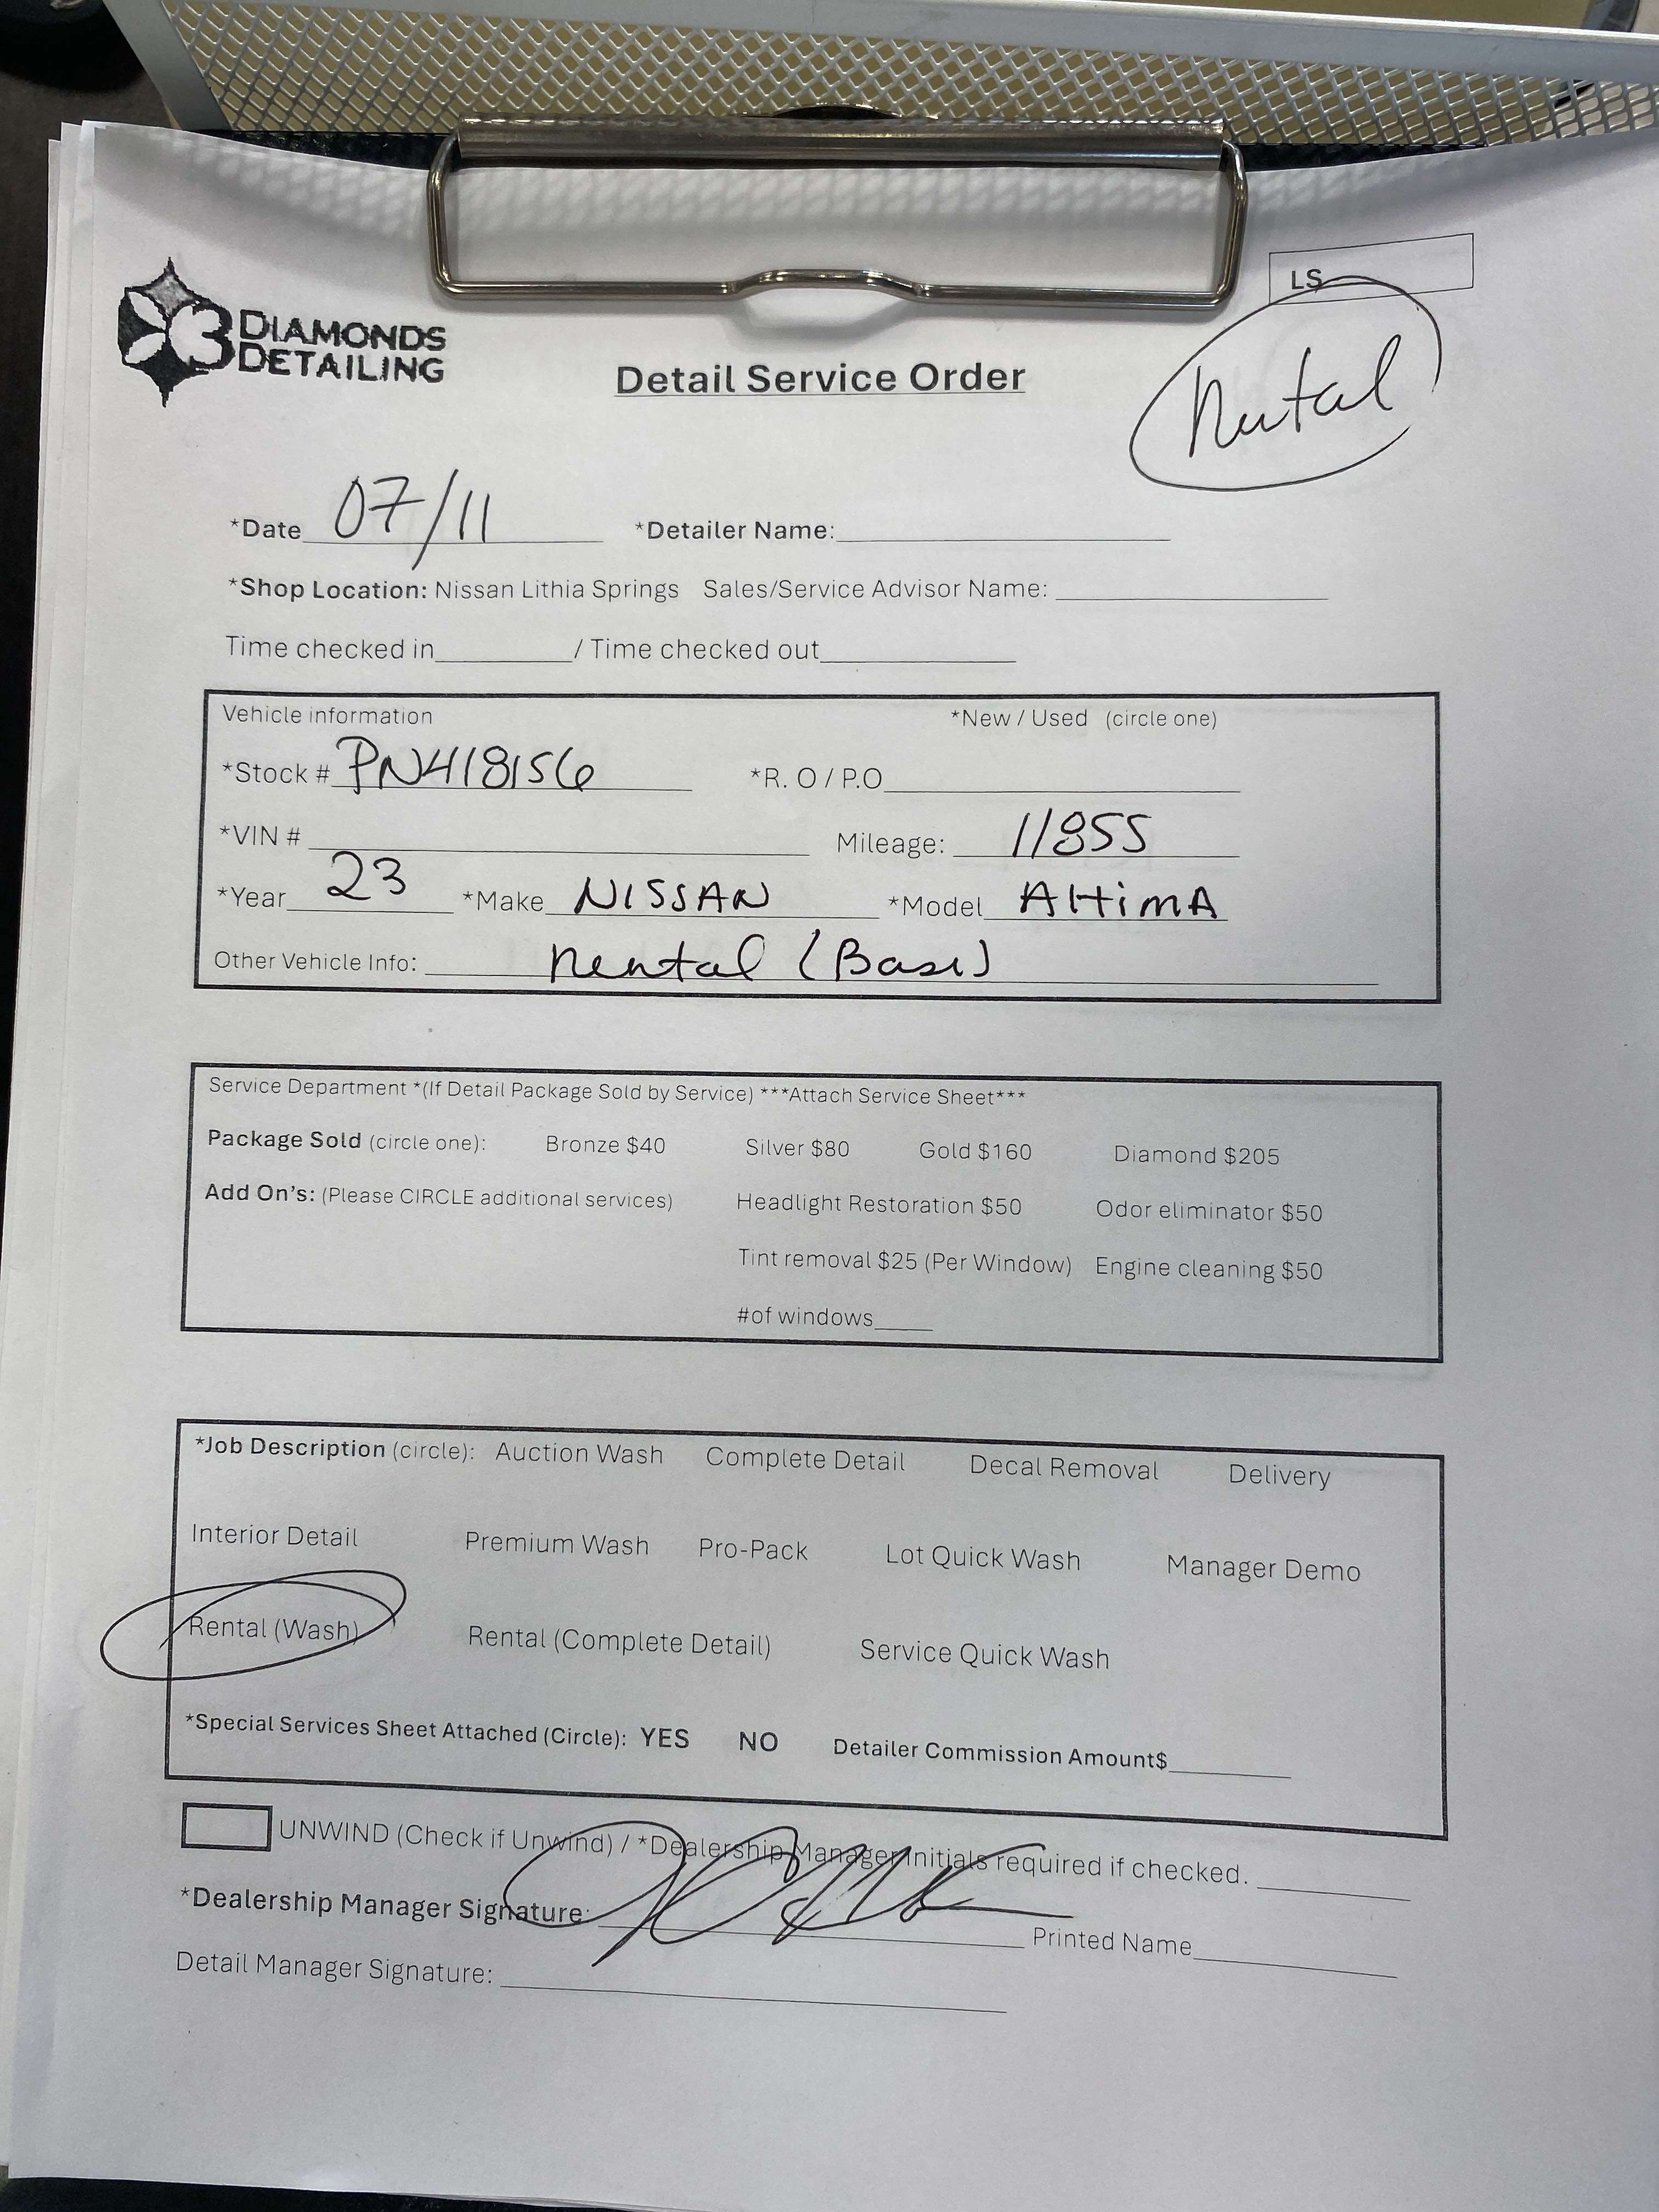 LS
3 DIAMONDS
DETAILING
Detail Service Order
Rental
*Date 07/11 *Detailer Name:
*Shop Location: Nissan Lithia Springs Sales/Service Advisor Name:
Time checked in / Time checked out
Vehicle information *New / Used (circle one)
*Stock # PN418156 *R. O / P.O
*VIN # Mileage: 11855
*Year 23 *Make NISSAN *Model AltimA
Other Vehicle Info: Rental (Base)
Service Department *(If Detail Package Sold by Service) ***Attach Service Sheet***
Package Sold (circle one): Bronze $40 Silver $80 Gold $160 Diamond $205
Add On's: (Please CIRCLE additional services) Headlight Restoration $50 Odor eliminator $50
Tint removal $25 (Per Window) Engine cleaning $50
#of windows
*Job Description (circle): Auction Wash Complete Detail Decal Removal Delivery
Interior Detail Premium Wash Pro-Pack Lot Quick Wash Manager Demo
Rental (Wash) Rental (Complete Detail) Service Quick Wash
*Special Services Sheet Attached (Circle): YES NO Detailer Commission Amount$
UNWIND (Check if Unwind) / *Dealership Manager Initials required if checked.
*Dealership Manager Signature: Printed Name
Detail Manager Signature: